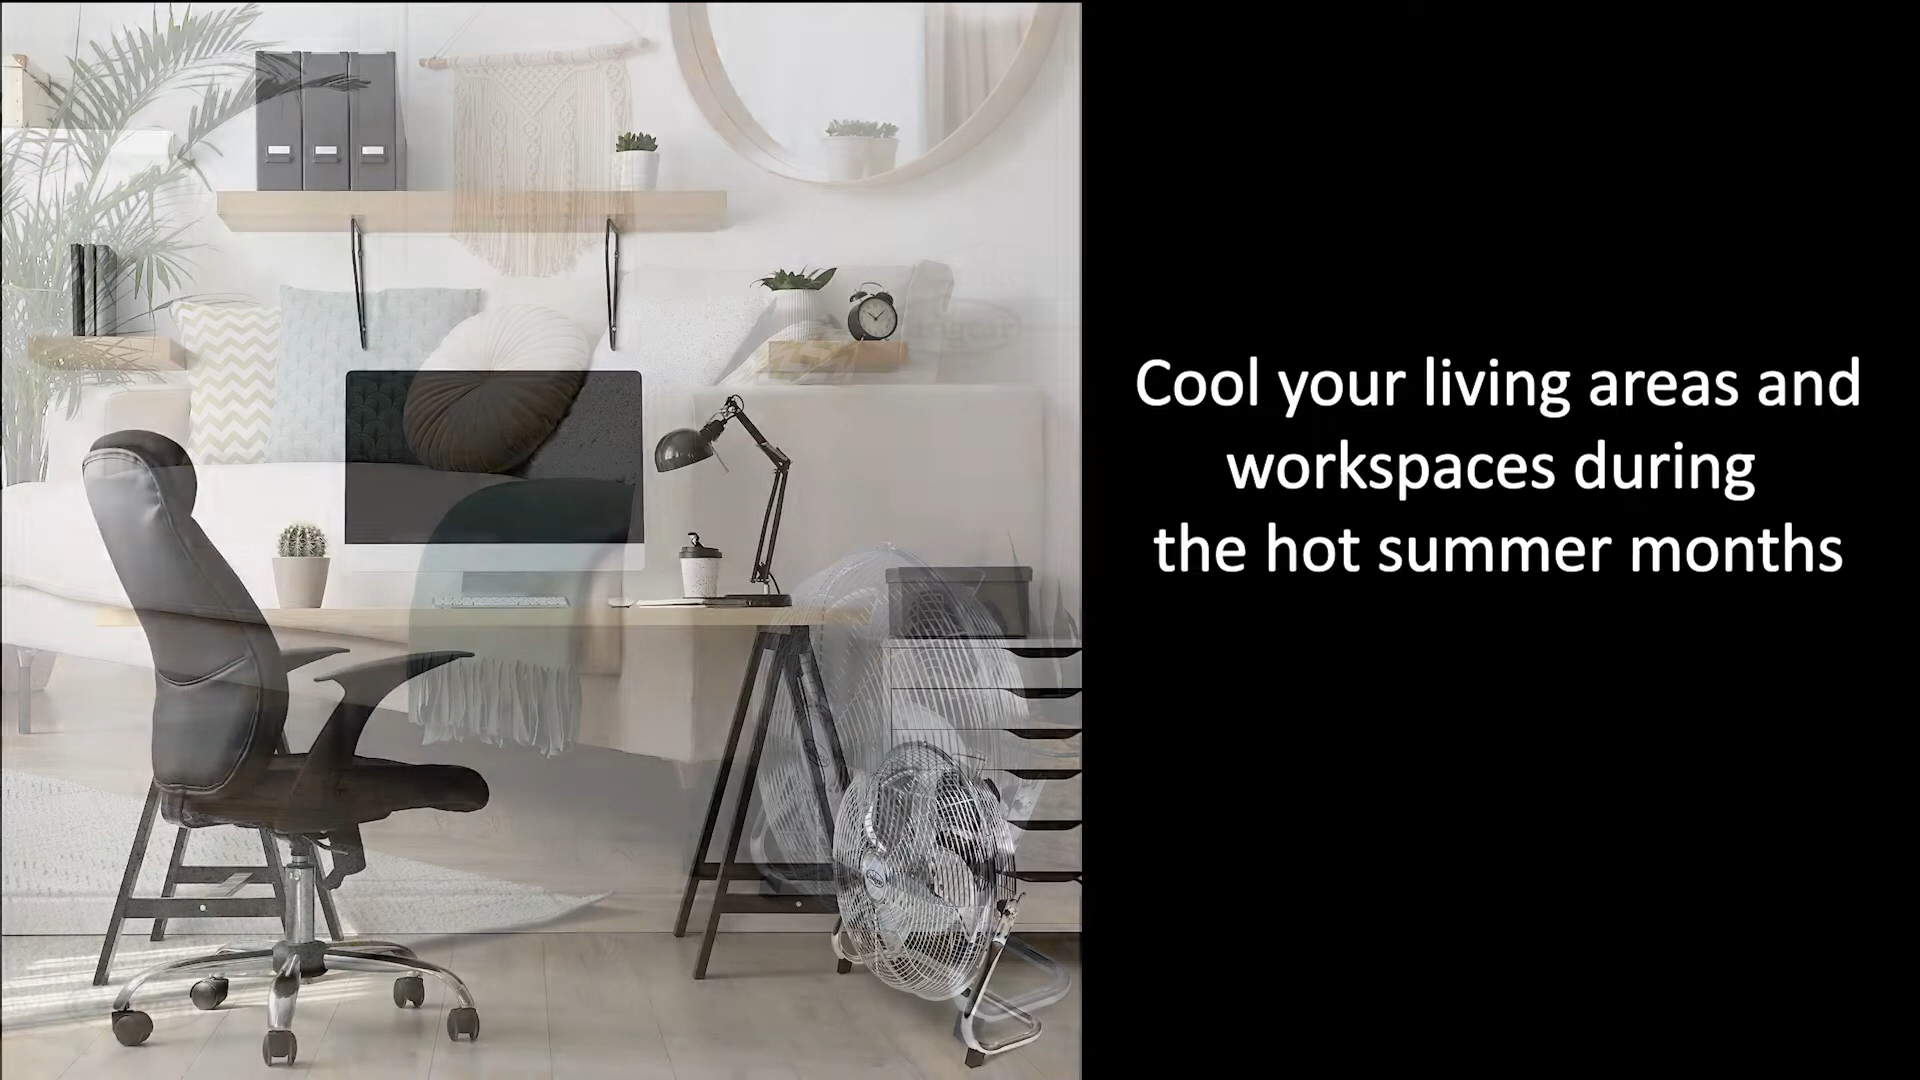 Cool your living areas and
workspaces during
the hot summer months